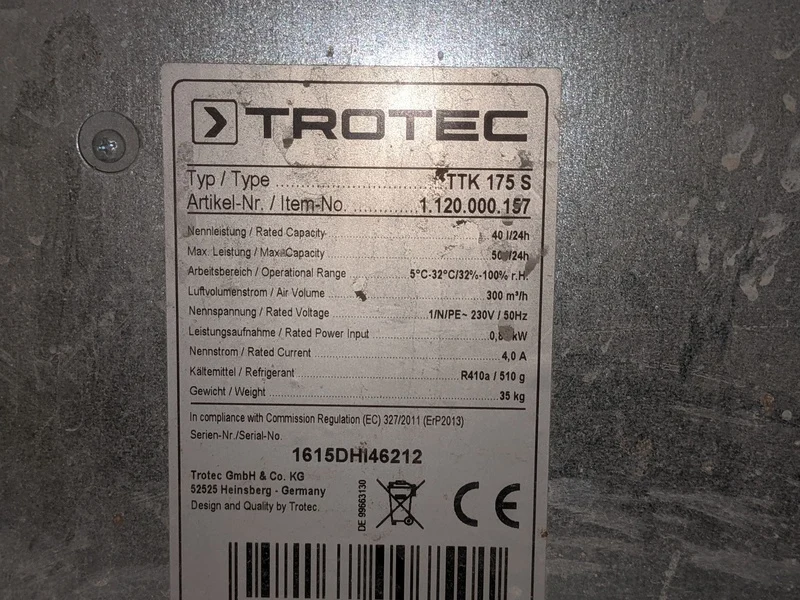 TROTEC
Typ / Type ........................ TTK 175 S
Artikel-Nr. / Item-No. ............ 1.120.000.157
Nennleistung / Rated Capacity 40 l/24h
Max. Leistung / Max. Capacity
Arbeitsbereich / Operational Range 5°C-32°C/32%-100% r.H.
Luftvolumenstrom / Air Volume 300 m³/h
Nennspannung / Rated Voltage 1/N/PE~ 230V / 50Hz
Leistungsaufnahme / Rated Power Input
Nennstrom / Rated Current 4,0 A
Kältemittel / Refrigerant R410a / 510 g
Gewicht / Weight 35 kg
In compliance with Commission Regulation (EC) 327/2011 (ErP2013)
Serien-Nr./Serial-No.
1615DHI46212
Trotec GmbH & Co. KG
52525 Heinsberg - Germany
Design and Quality by Trotec.
DE 99663130
CE